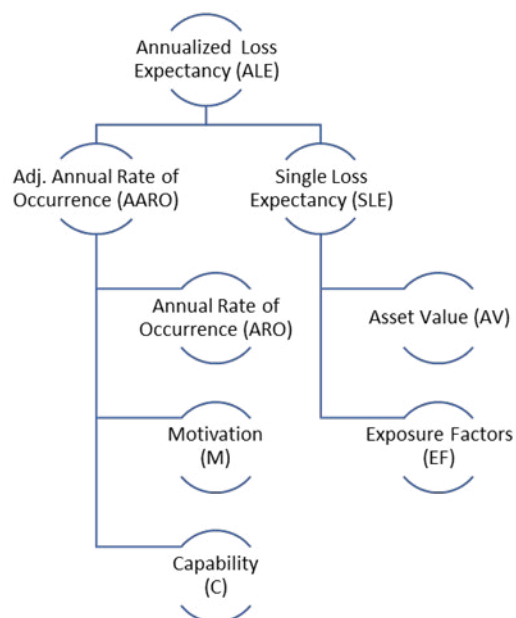 Annualized Loss
Expectancy (ALE)
Adj. Annual Rate of
Occurrence (AARO)
Single Loss
Expectancy (SLE)
Annual Rate of
Occurrence (ARO)
Asset Value (AV)
Motivation
(M)
Exposure Factors
(EF)
Capability
(C)